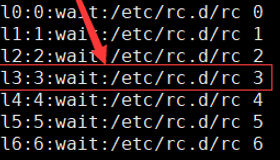 l0:0:wait:/etc/rc.d/rc 0
l1:1:wait:/etc/rc.d/rc 1
l2:2:wait:/etc/rc.d/rc 2
l3:3:wait:/etc/rc.d/rc 3
l4:4:wait:/etc/rc.d/rc 4
l5:5:wait:/etc/rc.d/rc 5
l6:6:wait:/etc/rc.d/rc 6